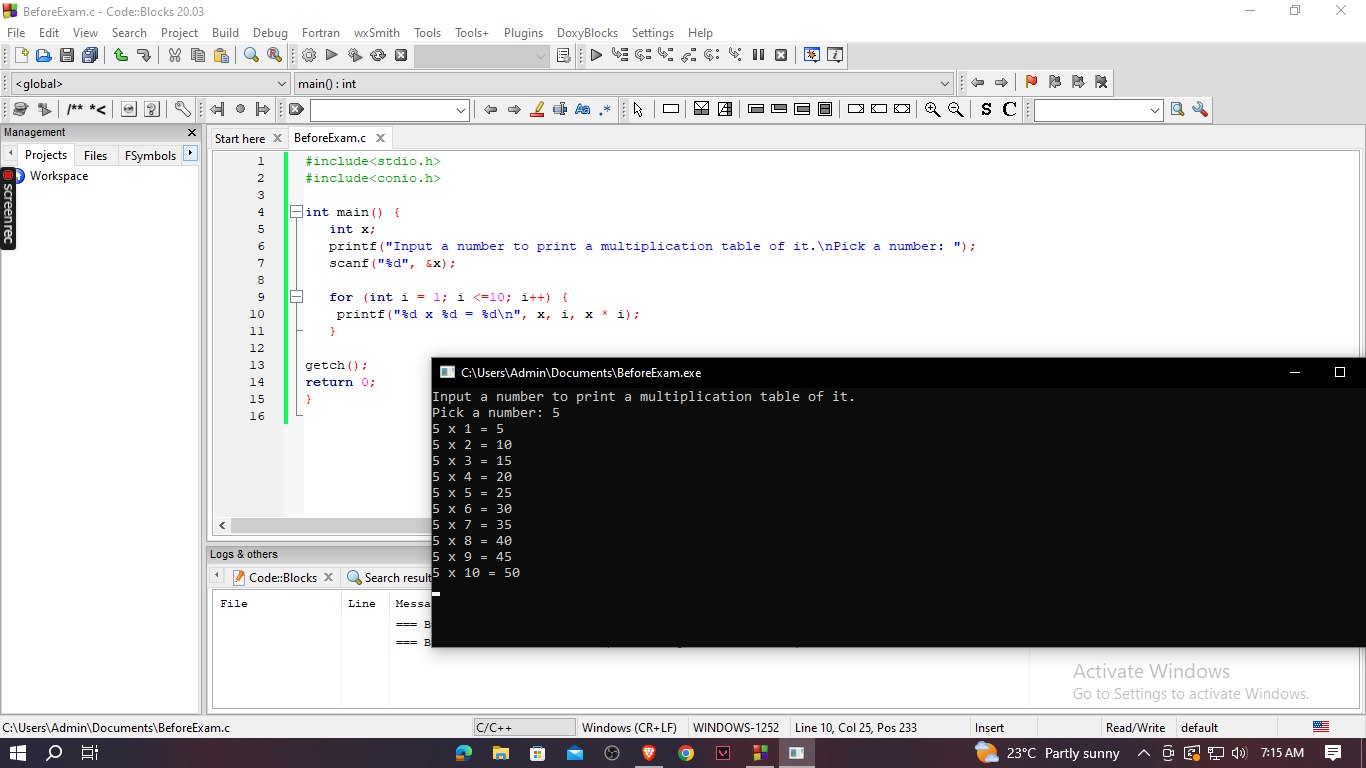 BeforeExam.c - Code::Blocks 20.03
File Edit View Search Project Build Debug Fortran wxSmith Tools Tools+ Plugins DoxyBlocks Settings Help
<global> main() : int
/** *< Aa .* S C
Management
Projects Files FSymbols
Workspace
screenrec
Start here BeforeExam.c
1 #include<stdio.h>
2 #include<conio.h>
3
4 int main() {
5 int x;
6 printf("Input a number to print a multiplication table of it.\nPick a number: ");
7 scanf("%d", &x);
8
9 for (int i = 1; i <=10; i++) {
10 printf("%d x %d = %d\n", x, i, x * i);
11 }
12
13 getch();
14 return 0;
15 }
16
C:\Users\Admin\Documents\BeforeExam.exe
Input a number to print a multiplication table of it.
Pick a number: 5
5 x 1 = 5
5 x 2 = 10
5 x 3 = 15
5 x 4 = 20
5 x 5 = 25
5 x 6 = 30
5 x 7 = 35
5 x 8 = 40
5 x 9 = 45
5 x 10 = 50
Logs & others
Code::Blocks Search result
File Line Messa
=== B
=== B
Activate Windows
Go to Settings to activate Windows.
C:\Users\Admin\Documents\BeforeExam.c C/C++ Windows (CR+LF) WINDOWS-1252 Line 10, Col 25, Pos 233 Insert Read/Write default
23°C Partly sunny 7:15 AM